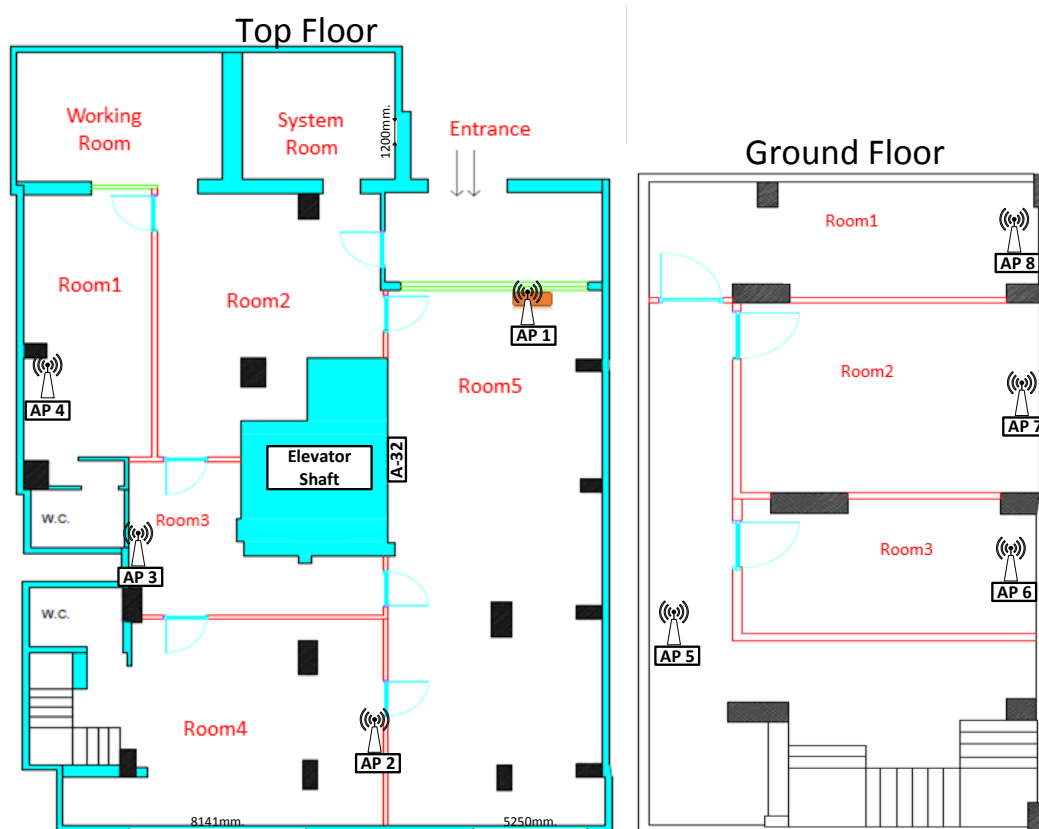 Top Floor
Working
Room
System
Room
1200mm.
Entrance
Room1
Room2
AP 1
AP 4
Room5
Elevator
Shaft
A-32
W.C.
Room3
AP 3
W.C.
Room4
AP 2
8141mm.
5250mm.
Ground Floor
Room1
AP 8
Room2
AP 7
Room3
AP 6
AP 5